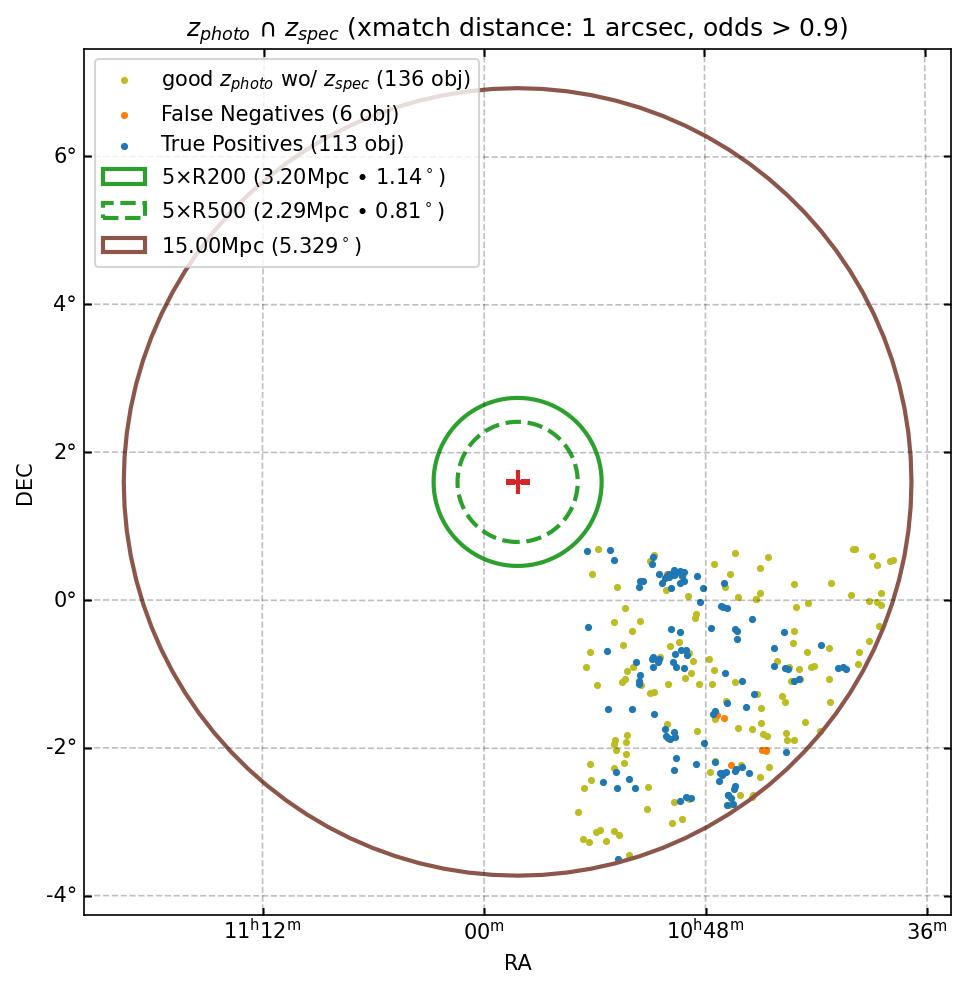 z_photo ∩ z_spec (xmatch distance: 1 arcsec, odds > 0.9)
good z_photo wo/ z_spec (136 obj)
False Negatives (6 obj)
True Positives (113 obj)
5×R200 (3.20Mpc • 1.14°)
5×R500 (2.29Mpc • 0.81°)
15.00Mpc (5.329°)
6°
4°
2°
0°
-2°
-4°
DEC
11ʰ12ᵐ
00ᵐ
10ʰ48ᵐ
36ᵐ
RA